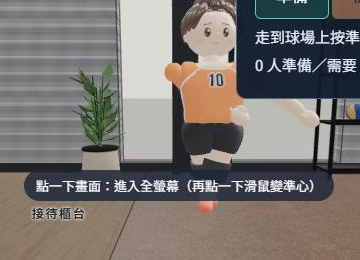 準備
走到球場上按準
0 人準備／需要
10
點一下畫面：進入全螢幕（再點一下滑鼠變準心）
接待櫃台